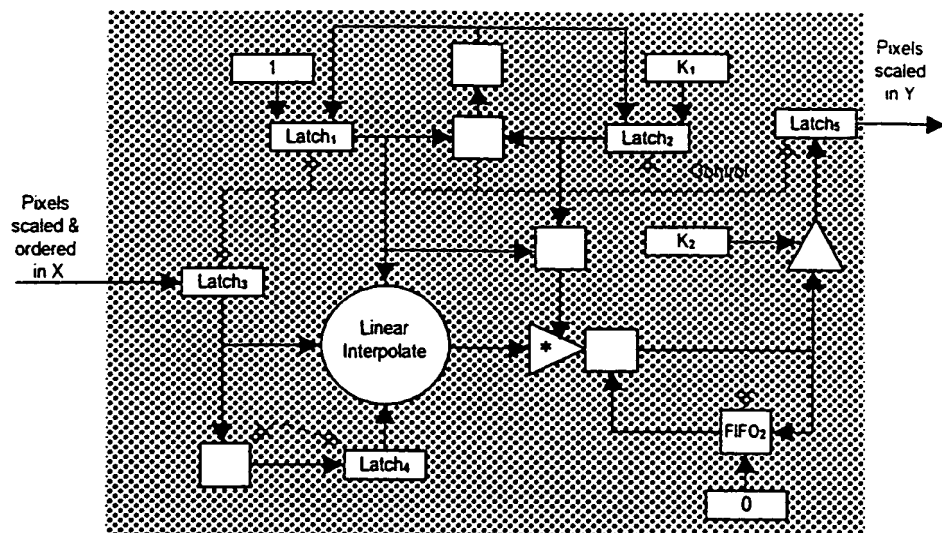 1
K₁
Pixels
scaled
in Y
Latch₁
Latch₂
Latch₅
Control
Pixels
scaled &
ordered
in X
K₂
Latch₃
Linear
Interpolate
*
Latch₄
FIFO₂
0